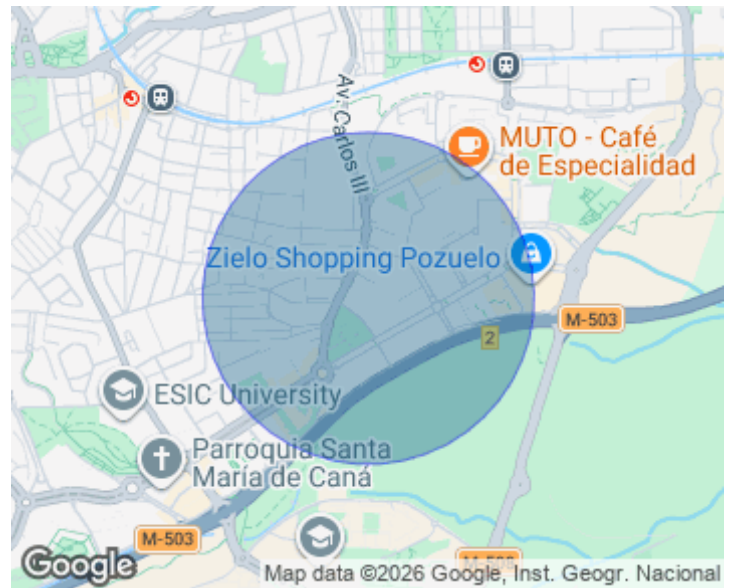 Av. Carlos III
MUTO - Café
de Especialidad
Zielo Shopping Pozuelo
M-503
2
ESIC University
Parroquia Santa
María de Caná
M-503
Google
Map data ©2026 Google, Inst. Geogr. Nacional